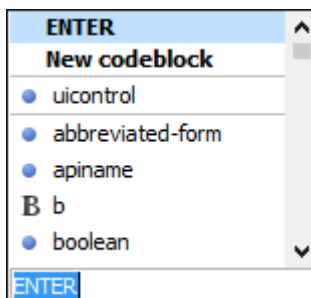 ENTER
New codeblock
uicontrol
abbreviated-form
apiname
B b
boolean
ENTER